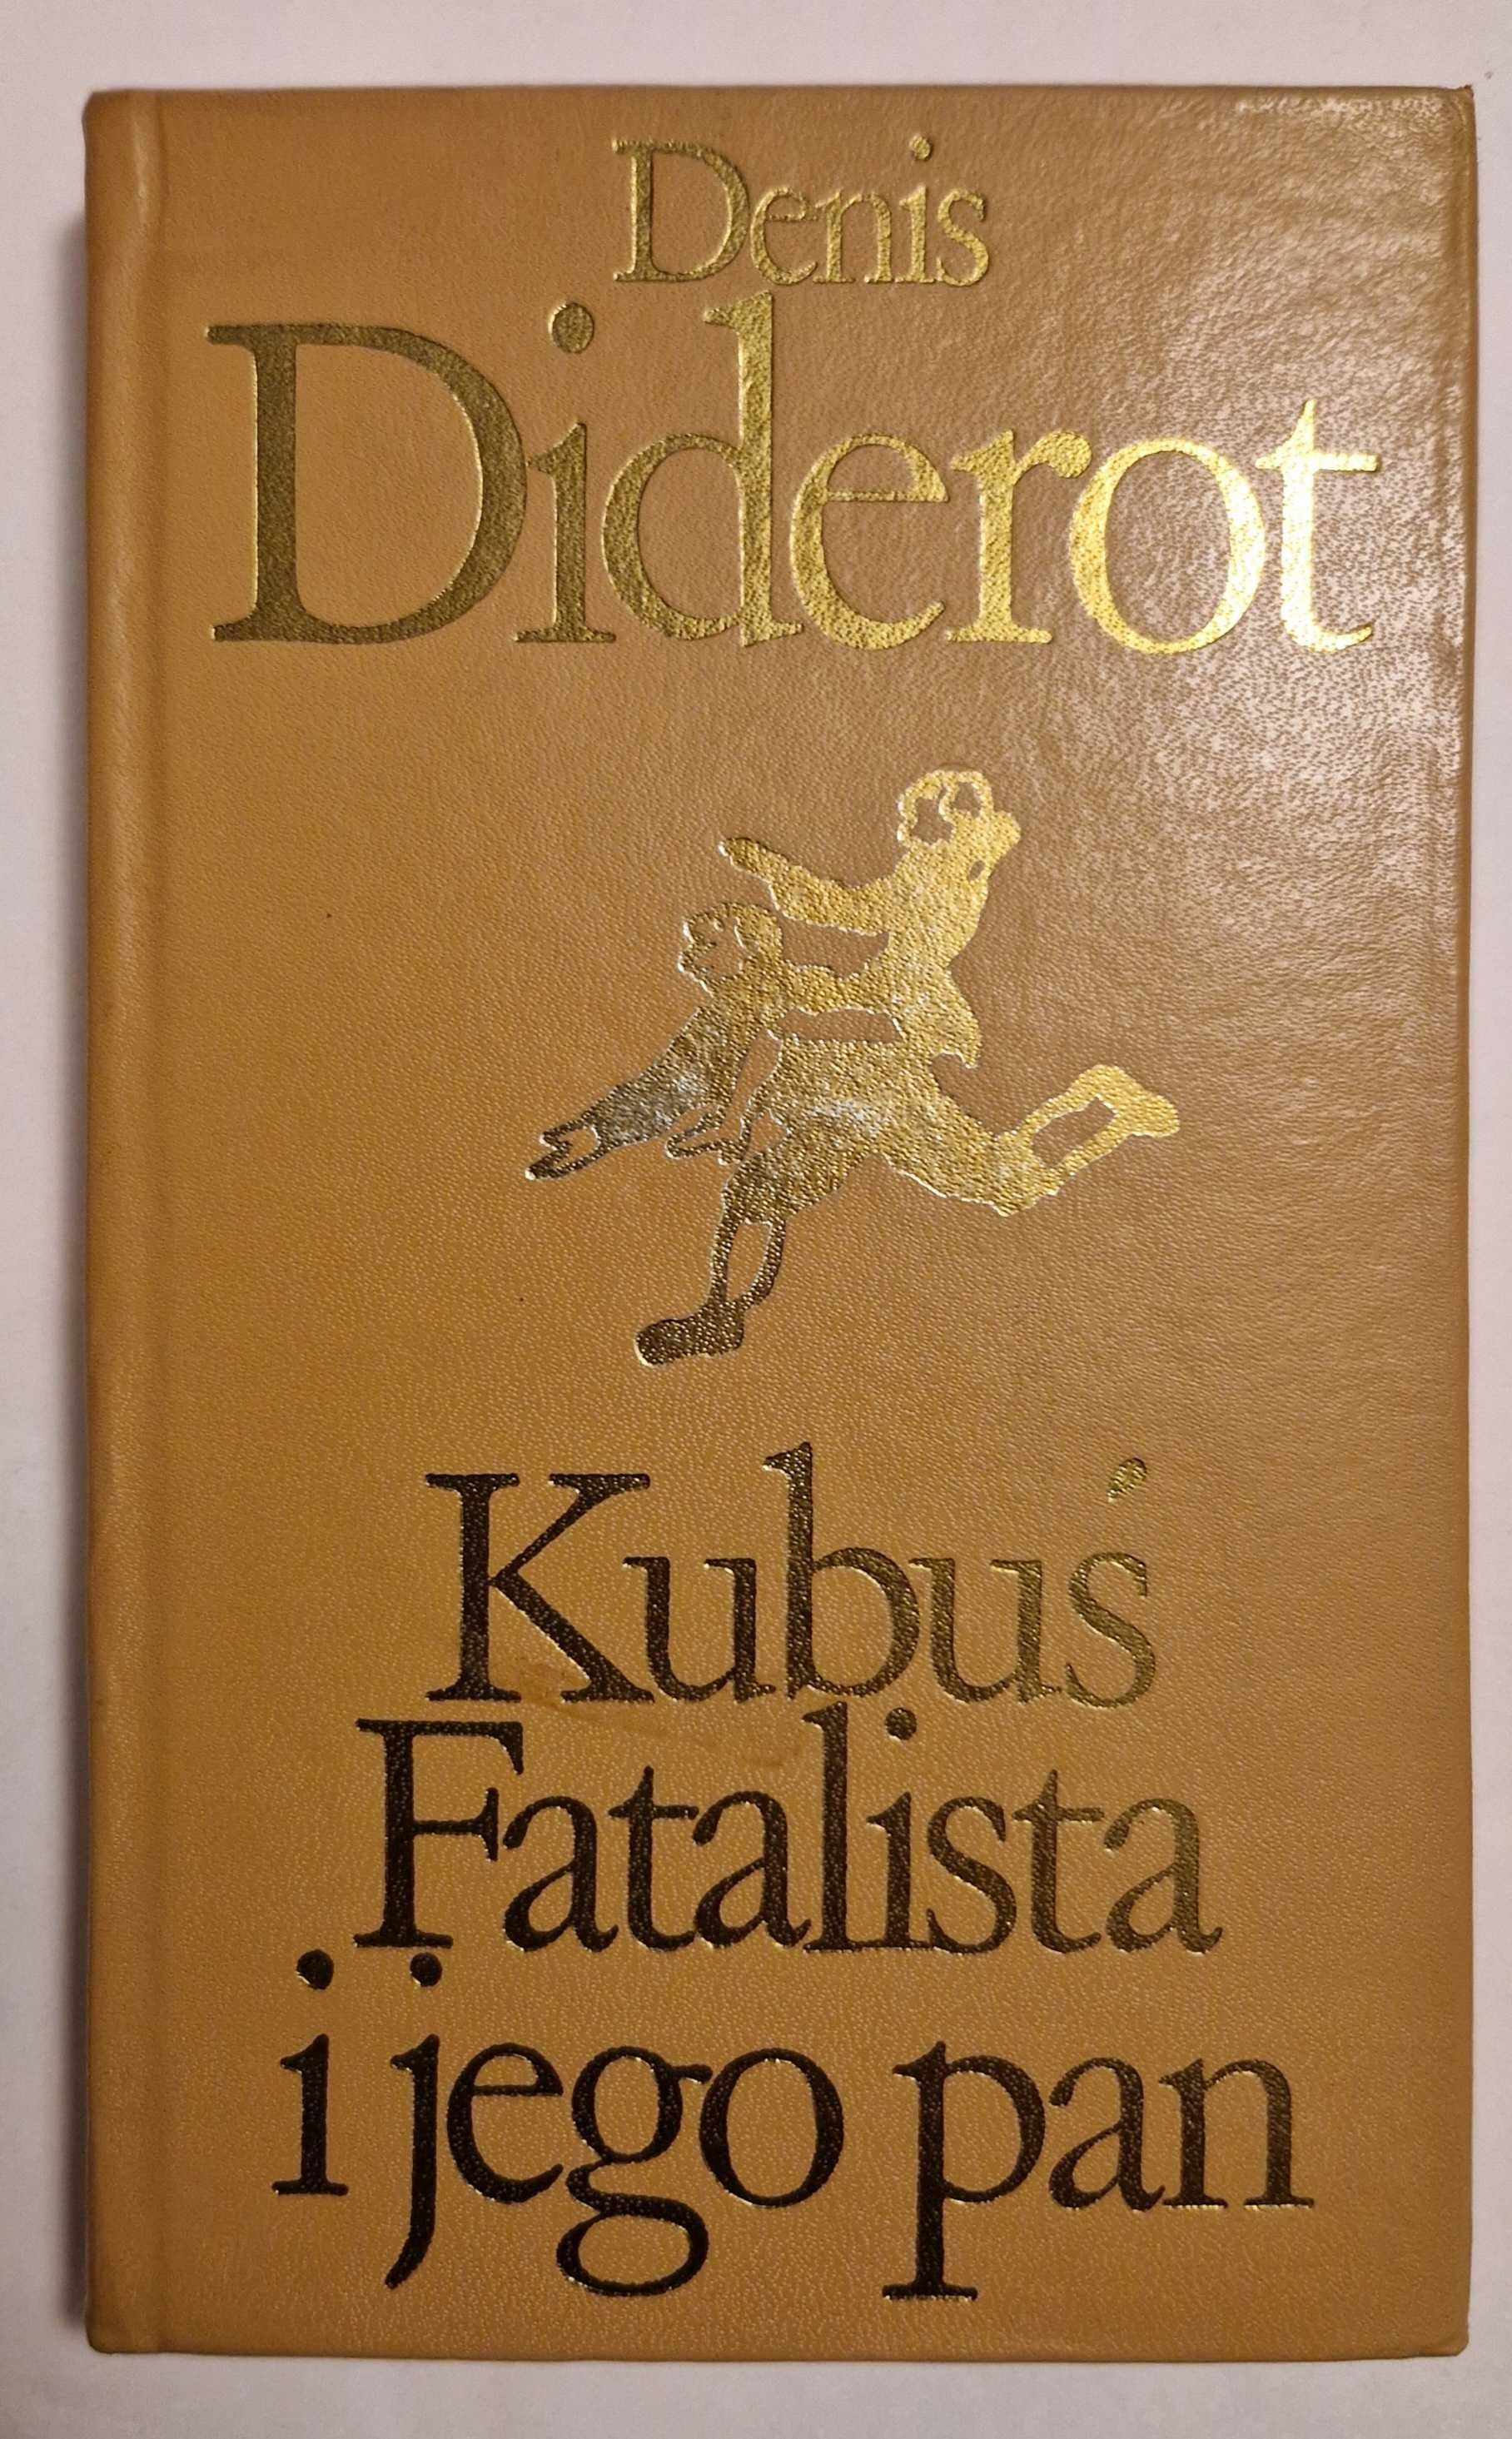 Denis
Diderot
Kubuś
Fatalista
i jego pan